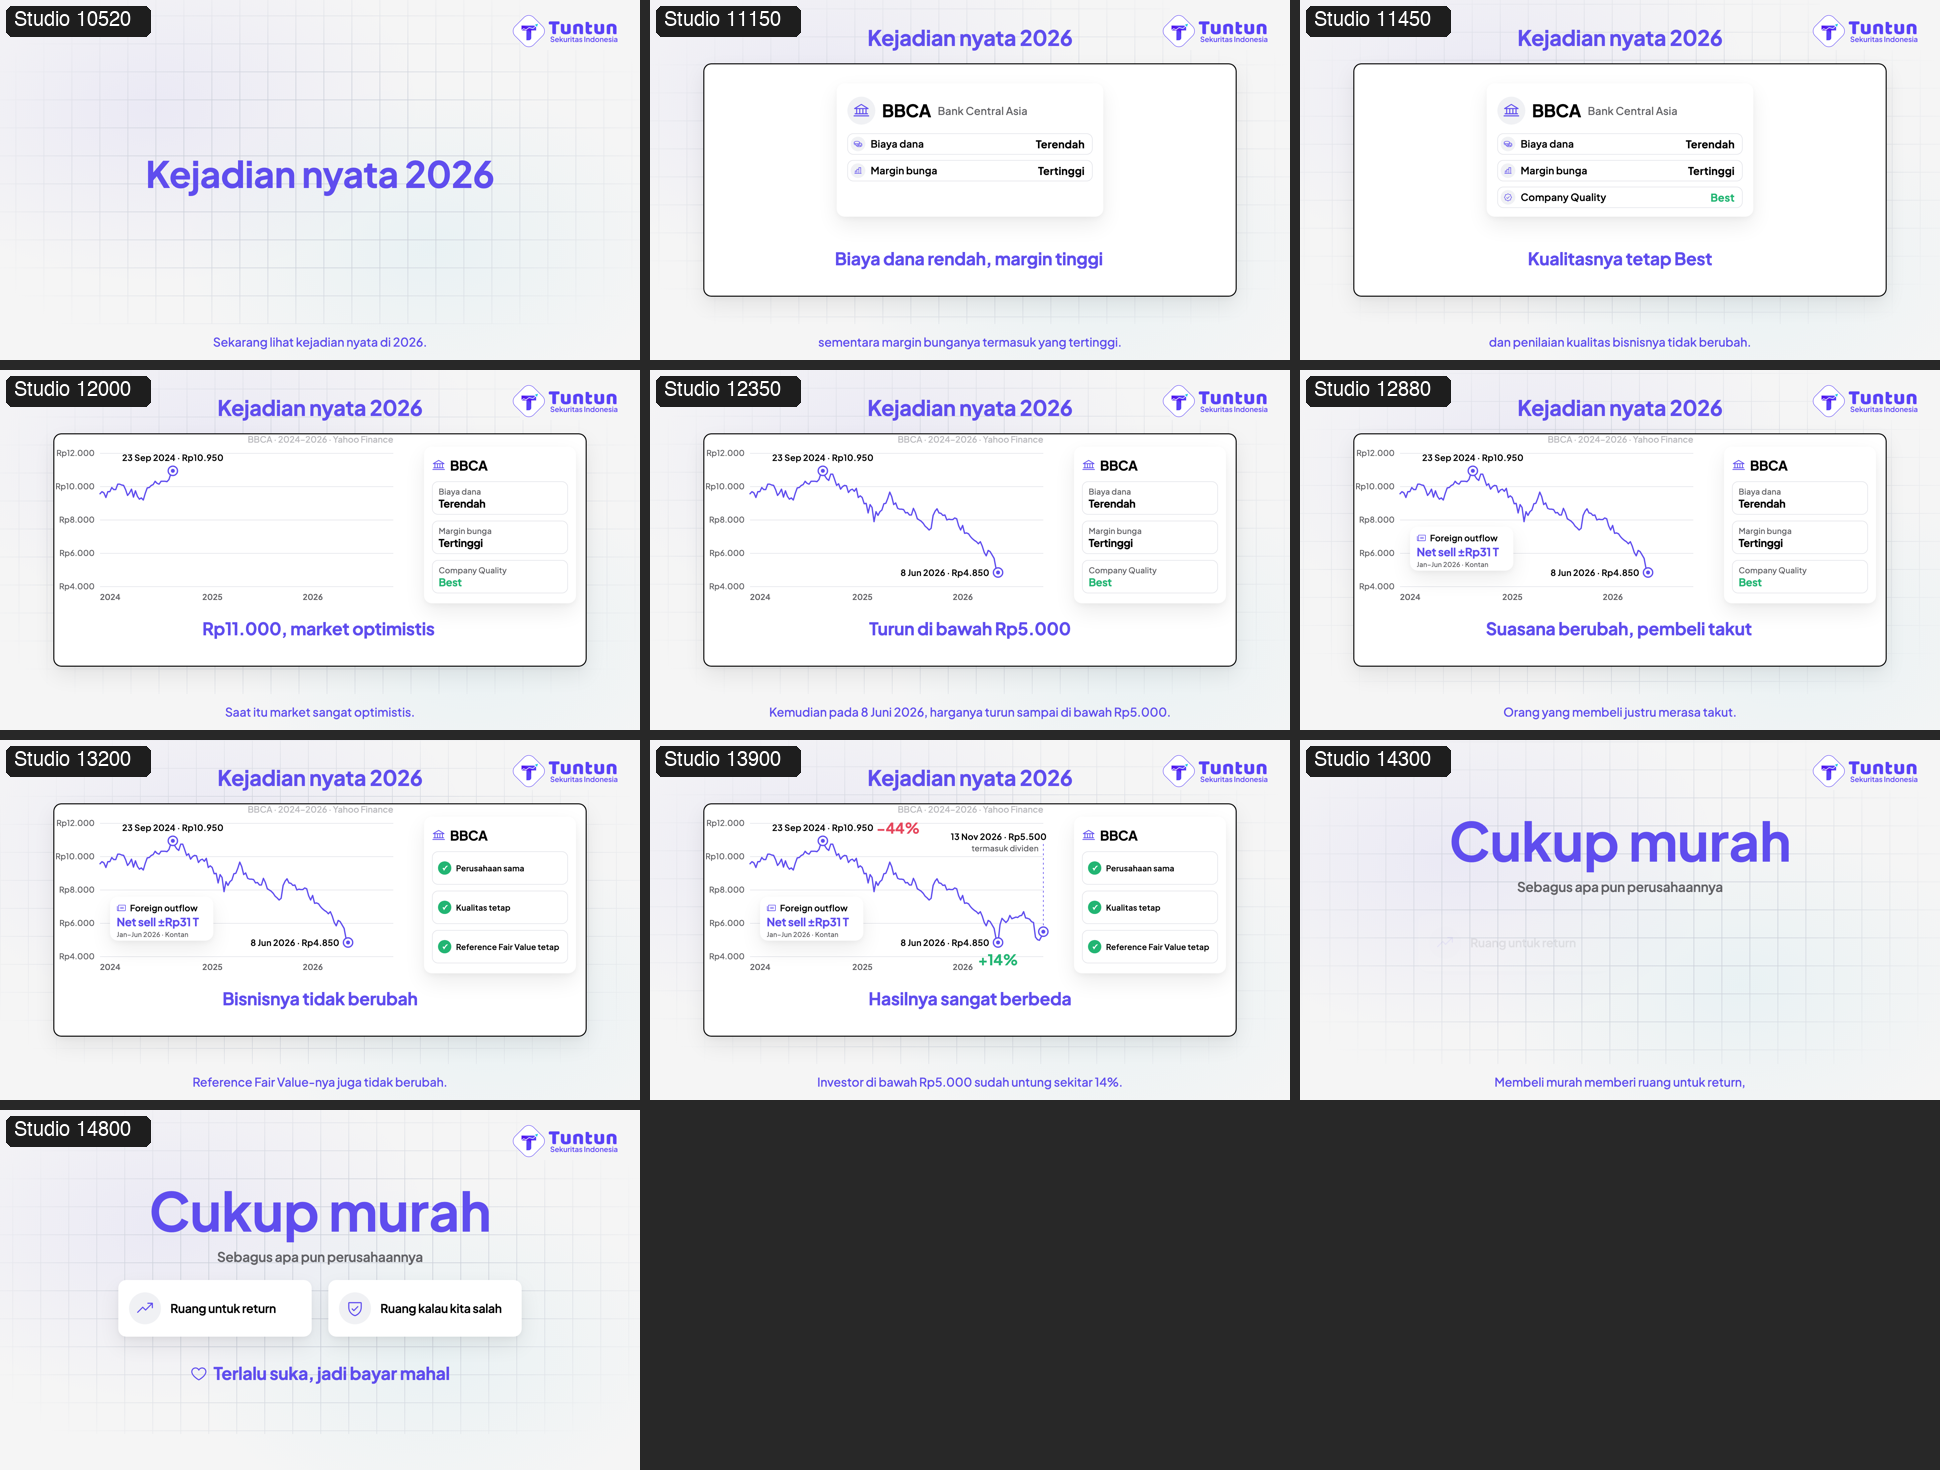 Studio 10520
Tuntun
Sekuritas Indonesia
Kejadian nyata 2026
Sekarang lihat kejadian nyata di 2026.
Studio 11150
Kejadian nyata 2026
Tuntun
Sekuritas Indonesia
BBCA Bank Central Asia
Biaya dana Terendah
Margin bunga Tertinggi
Biaya dana rendah, margin tinggi
sementara margin bunganya termasuk yang tertinggi.
Studio 11450
Kejadian nyata 2026
Tuntun
Sekuritas Indonesia
BBCA Bank Central Asia
Biaya dana Terendah
Margin bunga Tertinggi
Company Quality Best
Kualitasnya tetap Best
dan penilaian kualitas bisnisnya tidak berubah.
Studio 12000
Kejadian nyata 2026
Tuntun
Sekuritas Indonesia
BBCA · 2024-2026 · Yahoo Finance
Rp12.000
23 Sep 2024 · Rp10.950
Rp10.000
Rp8.000
Rp6.000
Rp4.000
2024 2025 2026
BBCA
Biaya dana
Terendah
Margin bunga
Tertinggi
Company Quality
Best
Rp11.000, market optimistis
Saat itu market sangat optimistis.
Studio 12350
Kejadian nyata 2026
Tuntun
Sekuritas Indonesia
BBCA · 2024-2026 · Yahoo Finance
Rp12.000
23 Sep 2024 · Rp10.950
Rp10.000
Rp8.000
Rp6.000
8 Jun 2026 · Rp4.850
Rp4.000
2024 2025 2026
BBCA
Biaya dana
Terendah
Margin bunga
Tertinggi
Company Quality
Best
Turun di bawah Rp5.000
Kemudian pada 8 Juni 2026, harganya turun sampai di bawah Rp5.000.
Studio 12880
Kejadian nyata 2026
Tuntun
Sekuritas Indonesia
BBCA · 2024-2026 · Yahoo Finance
Rp12.000
23 Sep 2024 · Rp10.950
Rp10.000
Rp8.000
Foreign outflow
Net sell ±Rp31 T
Jan-Jun 2026 · Kontan
Rp6.000
8 Jun 2026 · Rp4.850
Rp4.000
2024 2025 2026
BBCA
Biaya dana
Terendah
Margin bunga
Tertinggi
Company Quality
Best
Suasana berubah, pembeli takut
Orang yang membeli justru merasa takut.
Studio 13200
Kejadian nyata 2026
Tuntun
Sekuritas Indonesia
BBCA · 2024-2026 · Yahoo Finance
Rp12.000
23 Sep 2024 · Rp10.950
Rp10.000
Rp8.000
Foreign outflow
Net sell ±Rp31 T
Jan-Jun 2026 · Kontan
Rp6.000
8 Jun 2026 · Rp4.850
Rp4.000
2024 2025 2026
BBCA
Perusahaan sama
Kualitas tetap
Reference Fair Value tetap
Bisnisnya tidak berubah
Reference Fair Value-nya juga tidak berubah.
Studio 13900
Kejadian nyata 2026
Tuntun
Sekuritas Indonesia
BBCA · 2024-2026 · Yahoo Finance
Rp12.000
23 Sep 2024 · Rp10.950 -44%
13 Nov 2026 · Rp5.500
termasuk dividen
Rp10.000
Rp8.000
Foreign outflow
Net sell ±Rp31 T
Jan-Jun 2026 · Kontan
Rp6.000
8 Jun 2026 · Rp4.850
Rp4.000
+14%
2024 2025 2026
BBCA
Perusahaan sama
Kualitas tetap
Reference Fair Value tetap
Hasilnya sangat berbeda
Investor di bawah Rp5.000 sudah untung sekitar 14%.
Studio 14300
Tuntun
Sekuritas Indonesia
Cukup murah
Sebagus apa pun perusahaannya
Ruang untuk return
Membeli murah memberi ruang untuk return,
Studio 14800
Tuntun
Sekuritas Indonesia
Cukup murah
Sebagus apa pun perusahaannya
Ruang untuk return
Ruang kalau kita salah
Terlalu suka, jadi bayar mahal